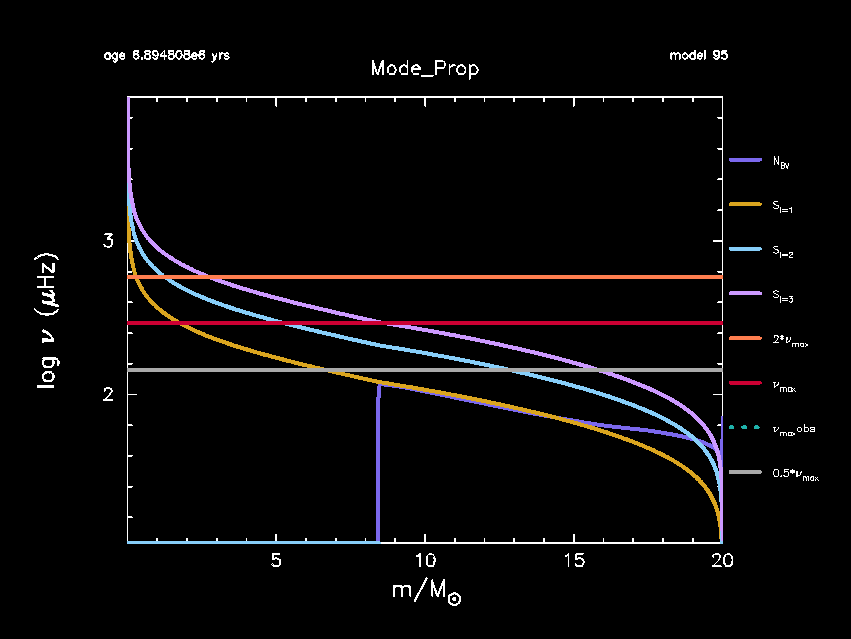 age 6.894808e6 yrs
model 95
Mode_Prop
log ν (μHz)
3
2
5
10
15
20
m/M☉
N_BV
S_l=1
S_l=2
S_l=3
2*ν_max
ν_max
ν_max obs
0.5*ν_max